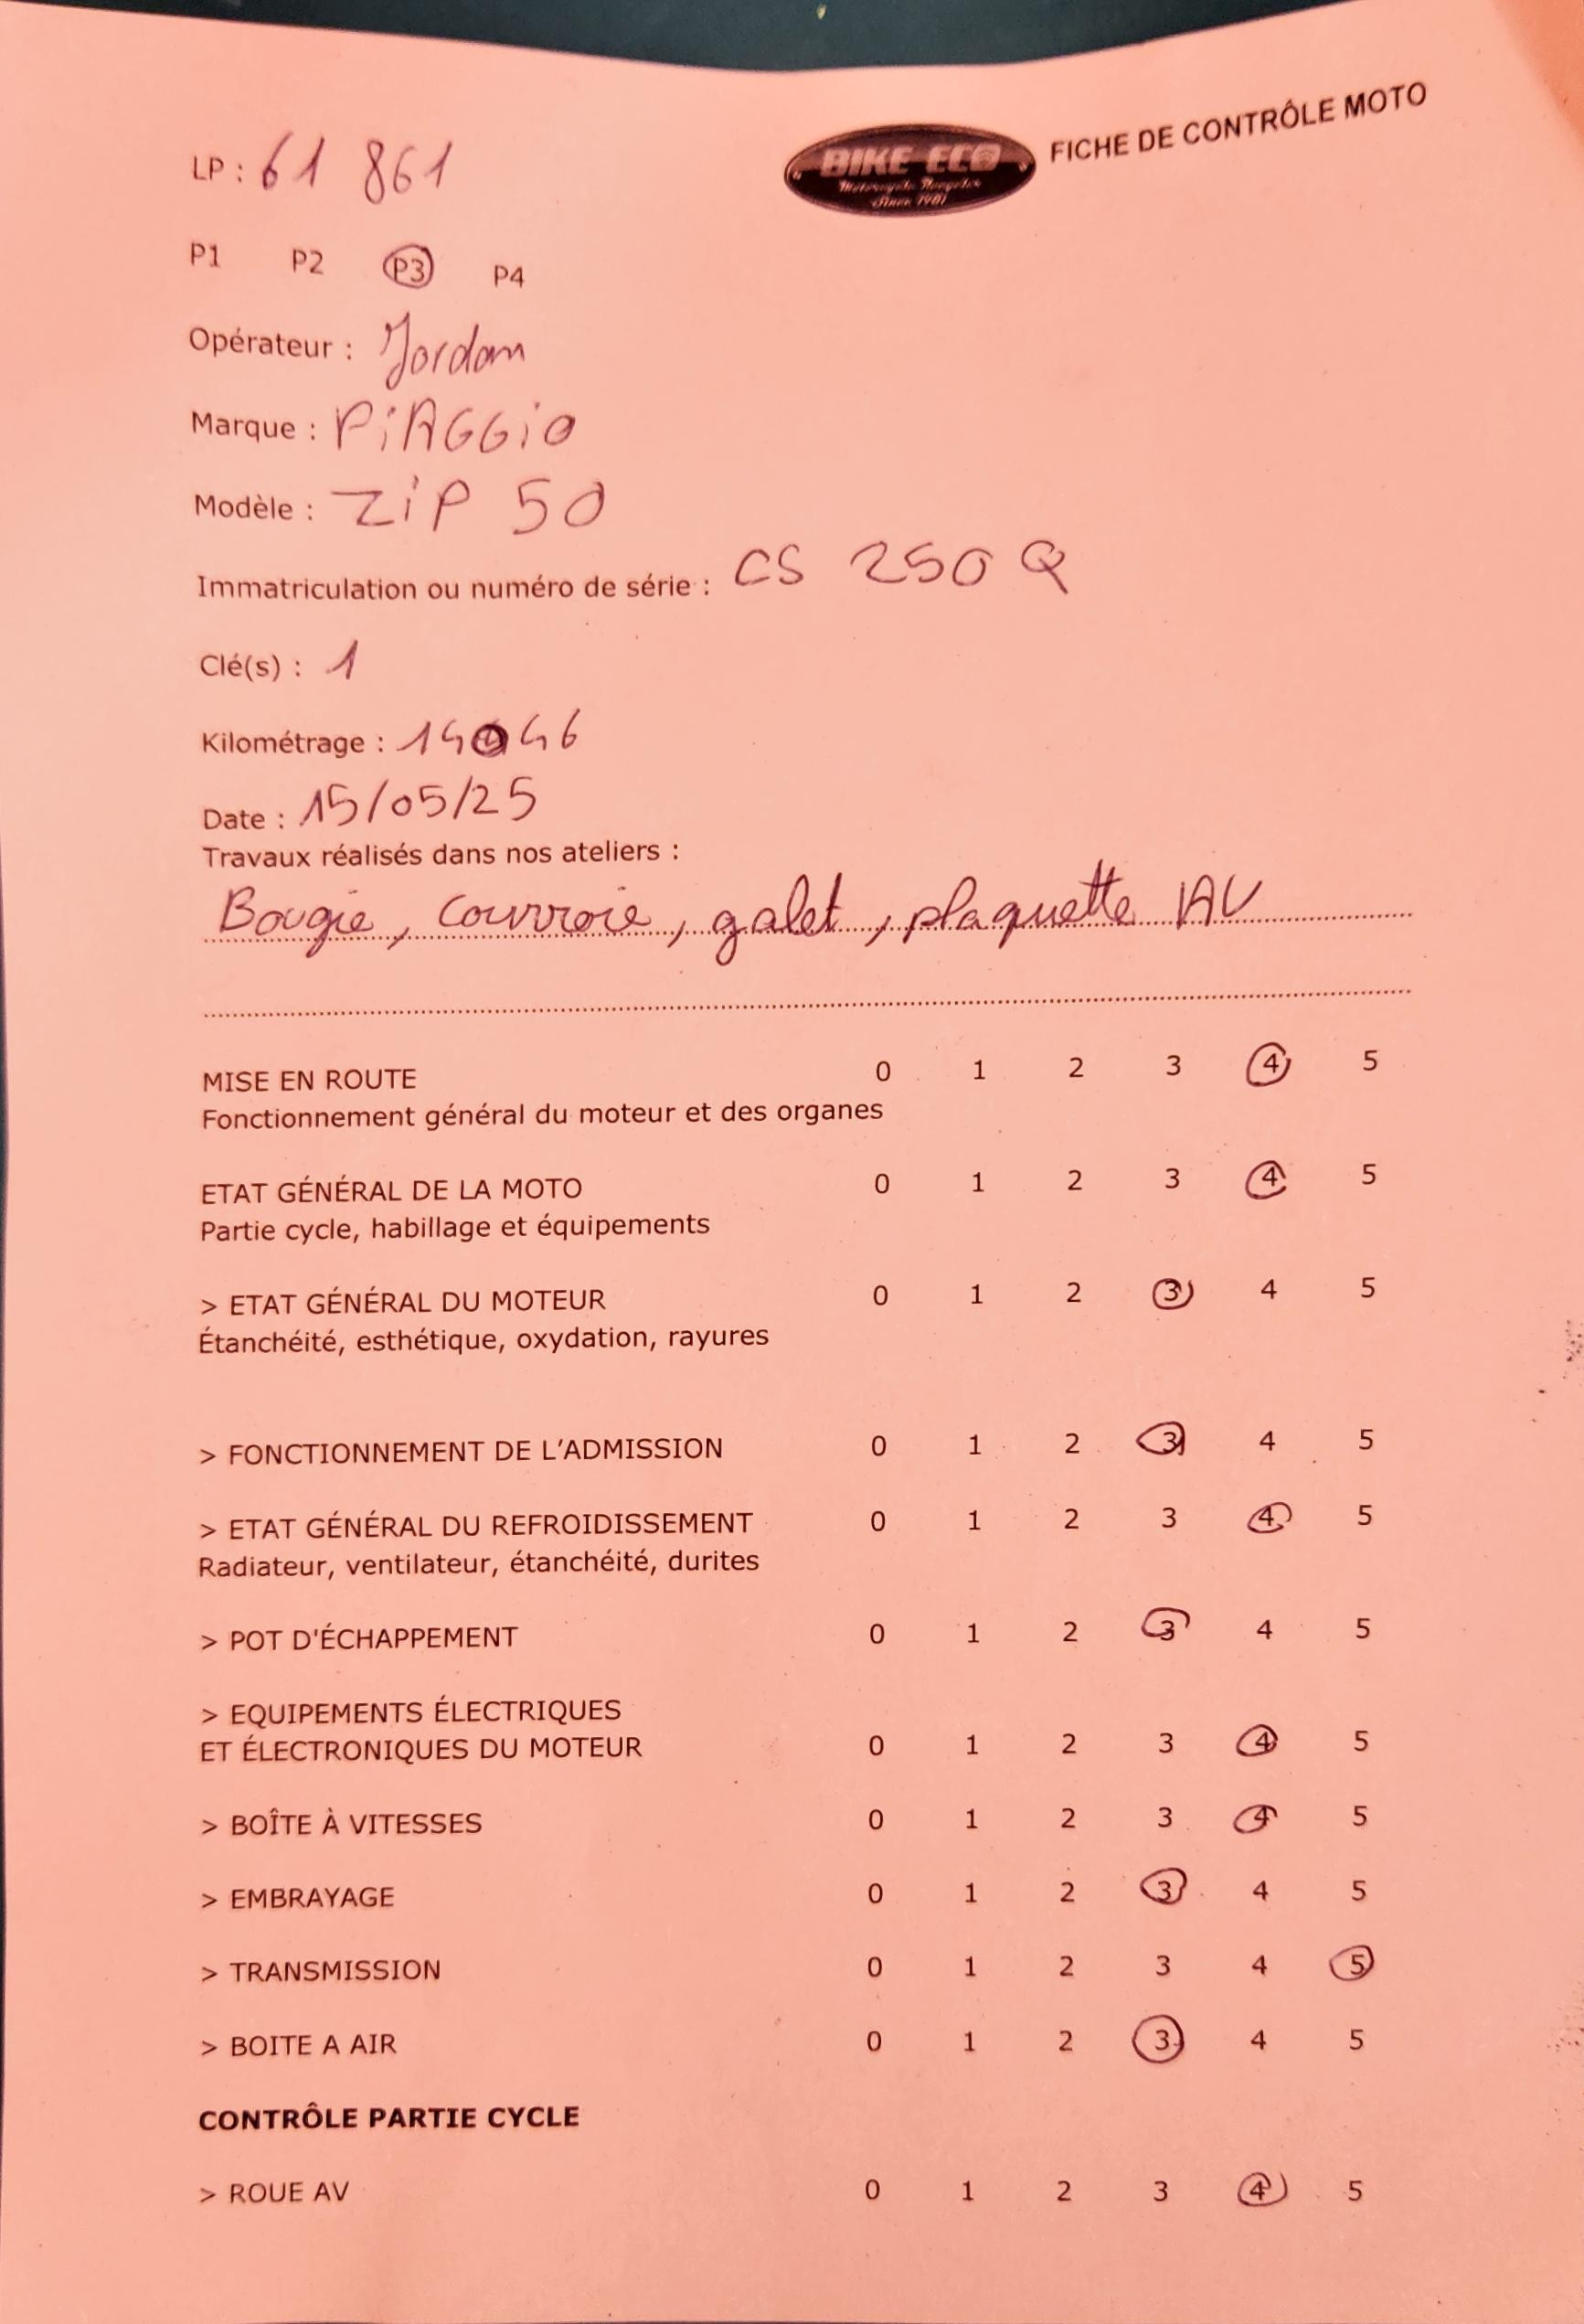 LP : 61 861
BIKE ECO
Since 1981
FICHE DE CONTRÔLE MOTO
P1 P2 P3 P4
Opérateur : Jordan
Marque : PiAGGiO
Modèle : ZiP 50
Immatriculation ou numéro de série : CS 250 Q
Clé(s) : 1
Kilométrage : 14046
Date : 15/05/25
Travaux réalisés dans nos ateliers :
Bougie, courroie, galet, plaquette AV
MISE EN ROUTE 0 1 2 3 4 5
Fonctionnement général du moteur et des organes
ETAT GÉNÉRAL DE LA MOTO 0 1 2 3 4 5
Partie cycle, habillage et équipements
> ETAT GÉNÉRAL DU MOTEUR 0 1 2 3 4 5
Étanchéité, esthétique, oxydation, rayures
> FONCTIONNEMENT DE L'ADMISSION 0 1 2 3 4 5
> ETAT GÉNÉRAL DU REFROIDISSEMENT 0 1 2 3 4 5
Radiateur, ventilateur, étanchéité, durites
> POT D'ÉCHAPPEMENT 0 1 2 3 4 5
> EQUIPEMENTS ÉLECTRIQUES
ET ÉLECTRONIQUES DU MOTEUR 0 1 2 3 4 5
> BOÎTE À VITESSES 0 1 2 3 4 5
> EMBRAYAGE 0 1 2 3 4 5
> TRANSMISSION 0 1 2 3 4 5
> BOITE A AIR 0 1 2 3 4 5
CONTRÔLE PARTIE CYCLE
> ROUE AV 0 1 2 3 4 5